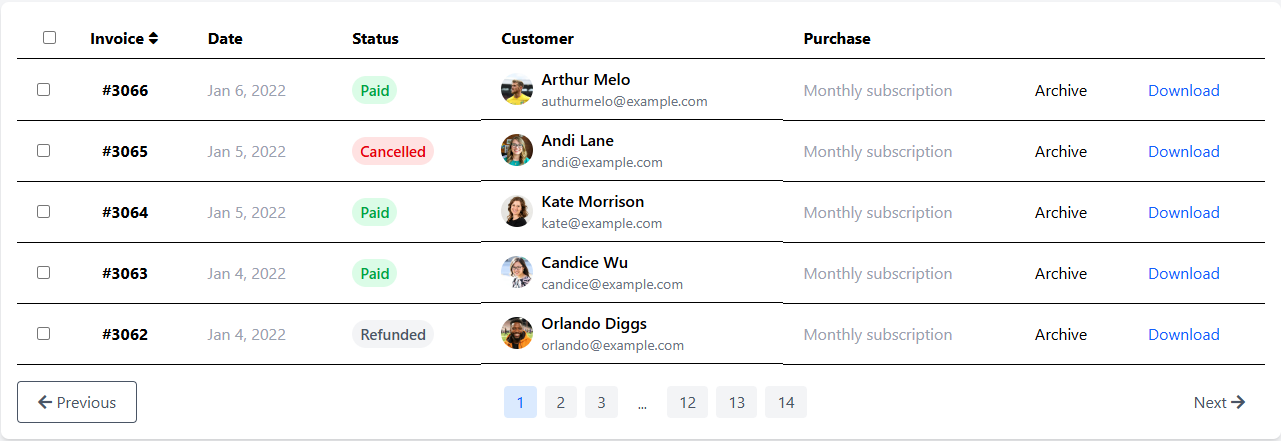 Invoice Date Status Customer Purchase
#3066 Jan 6, 2022 Paid Arthur Melo Monthly subscription Archive Download
authurmelo@example.com
#3065 Jan 5, 2022 Cancelled Andi Lane Monthly subscription Archive Download
andi@example.com
#3064 Jan 5, 2022 Paid Kate Morrison Monthly subscription Archive Download
kate@example.com
#3063 Jan 4, 2022 Paid Candice Wu Monthly subscription Archive Download
candice@example.com
#3062 Jan 4, 2022 Refunded Orlando Diggs Monthly subscription Archive Download
orlando@example.com
Previous 1 2 3 ... 12 13 14 Next